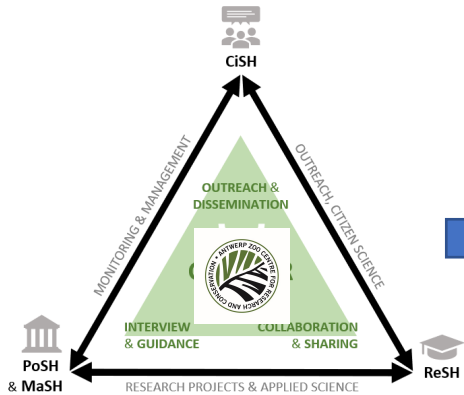 CiSH
MONITORING & MANAGEMENT
OUTREACH, CITIZEN SCIENCE
OUTREACH &
DISSEMINATION
ANTWERP ZOO CENTRE
FOR RESEARCH AND CONSERVATION
INTERVIEW
& GUIDANCE
COLLABORATION
& SHARING
PoSH
& MaSH
RESEARCH PROJECTS & APPLIED SCIENCE
ReSH